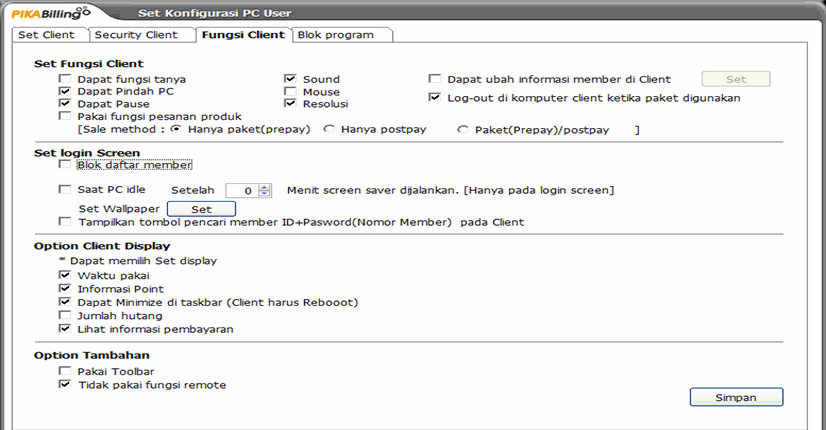 PIKABilling Set Konfigurasi PC User
Set Client Security Client Fungsi Client Blok program
Set Fungsi Client
Dapat fungsi tanya Sound Dapat ubah informasi member di Client Set
Dapat Pindah PC Mouse Log-out di komputer client ketika paket digunakan
Dapat Pause Resolusi
Pakai fungsi pesanan produk
[Sale method : Hanya paket(prepay) Hanya postpay Paket(Prepay)/postpay ]
Set login Screen
Blok daftar member
Saat PC idle Setelah 0 Menit screen saver dijalankan. [Hanya pada login screen]
Set Wallpaper Set
Tampilkan tombol pencari member ID+Pasword(Nomor Member) pada Client
Option Client Display
* Dapat memilih Set display
Waktu pakai
Informasi Point
Dapat Minimize di taskbar (Client harus Rebooot)
Jumlah hutang
Lihat informasi pembayaran
Option Tambahan
Pakai Toolbar
Tidak pakai fungsi remote
Simpan